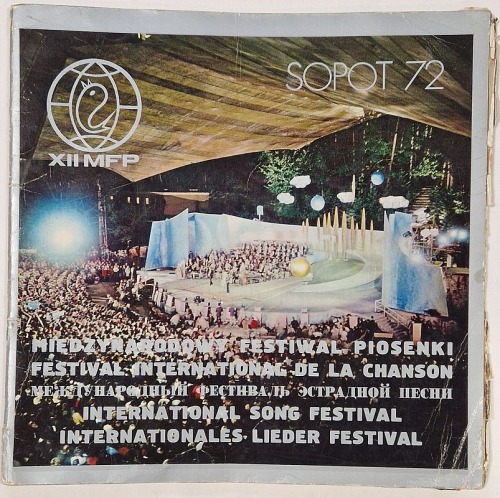 SOPOT 72
XII MFP
MIĘDZYNARODOWY FESTIWAL PIOSENKI
FESTIVAL INTERNATIONAL DE LA CHANSON
МЕЖДУНАРОДНЫЙ ФЕСТИВАЛЬ ЭСТРАДНОЙ ПЕСНИ
INTERNATIONAL SONG FESTIVAL
INTERNATIONALES LIEDER FESTIVAL